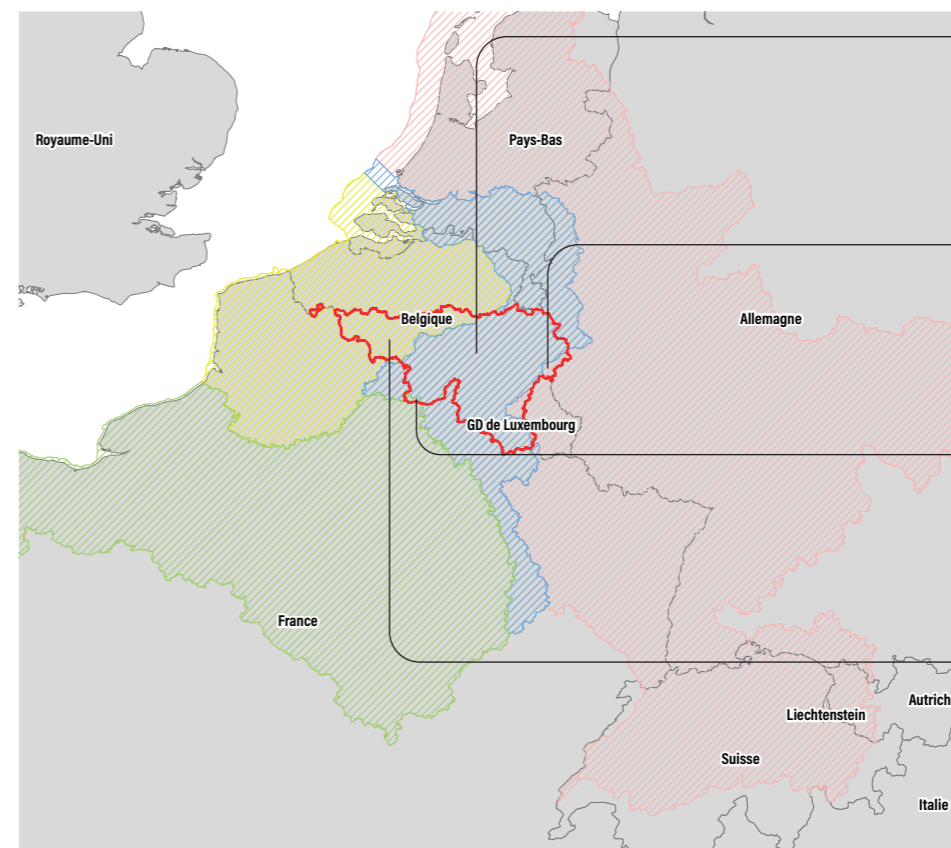 Royaume-Uni
Pays-Bas
Belgique
Allemagne
GD de Luxembourg
France
Autrich
Liechtenstein
Suisse
Italie